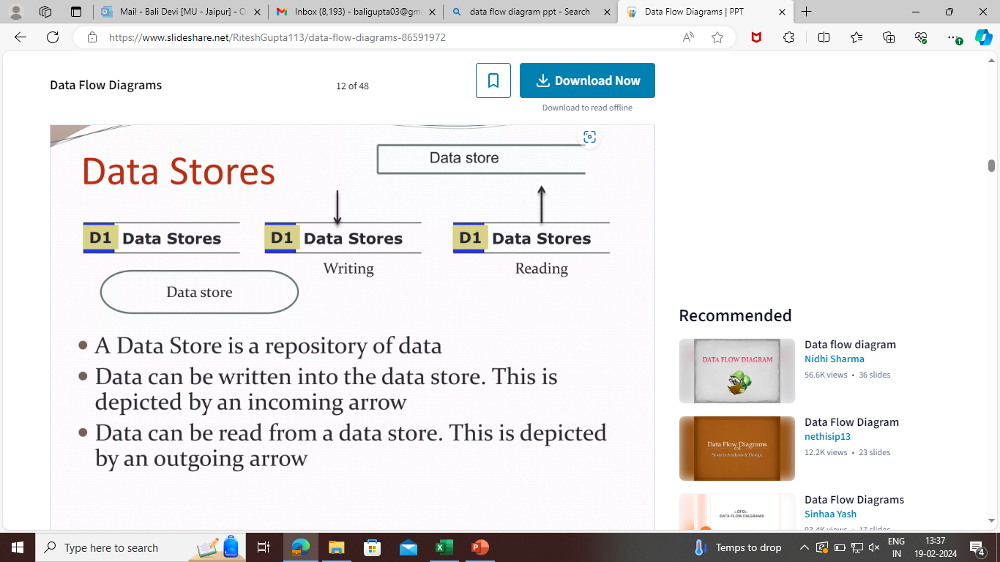 Mail - Bali Devi [MU - Jaipur] - O
Inbox (8,193) - baligupta03@gm
data flow diagram ppt - Search
Data Flow Diagrams | PPT
https://www.slideshare.net/RiteshGupta113/data-flow-diagrams-86591972
Data Flow Diagrams
12 of 48
Download Now
Download to read offline
Data Stores
Data store
D1 Data Stores
D1 Data Stores
D1 Data Stores
Writing
Reading
Data store
• A Data Store is a repository of data
• Data can be written into the data store. This is
depicted by an incoming arrow
• Data can be read from a data store. This is depicted
by an outgoing arrow
Recommended
DATA FLOW DIAGRAM
Data flow diagram
Nidhi Sharma
56.6K views • 36 slides
Data Flow Diagrams
System Analysis & Design
Data Flow Diagram
nethisip13
12.2K views • 23 slides
::DFD::
DATA FLOW DIAGRAMS
Data Flow Diagrams
Sinhaa Yash
93.4K views • 17 slides
Type here to search
Temps to drop
ENG
IN
13:37
19-02-2024
4